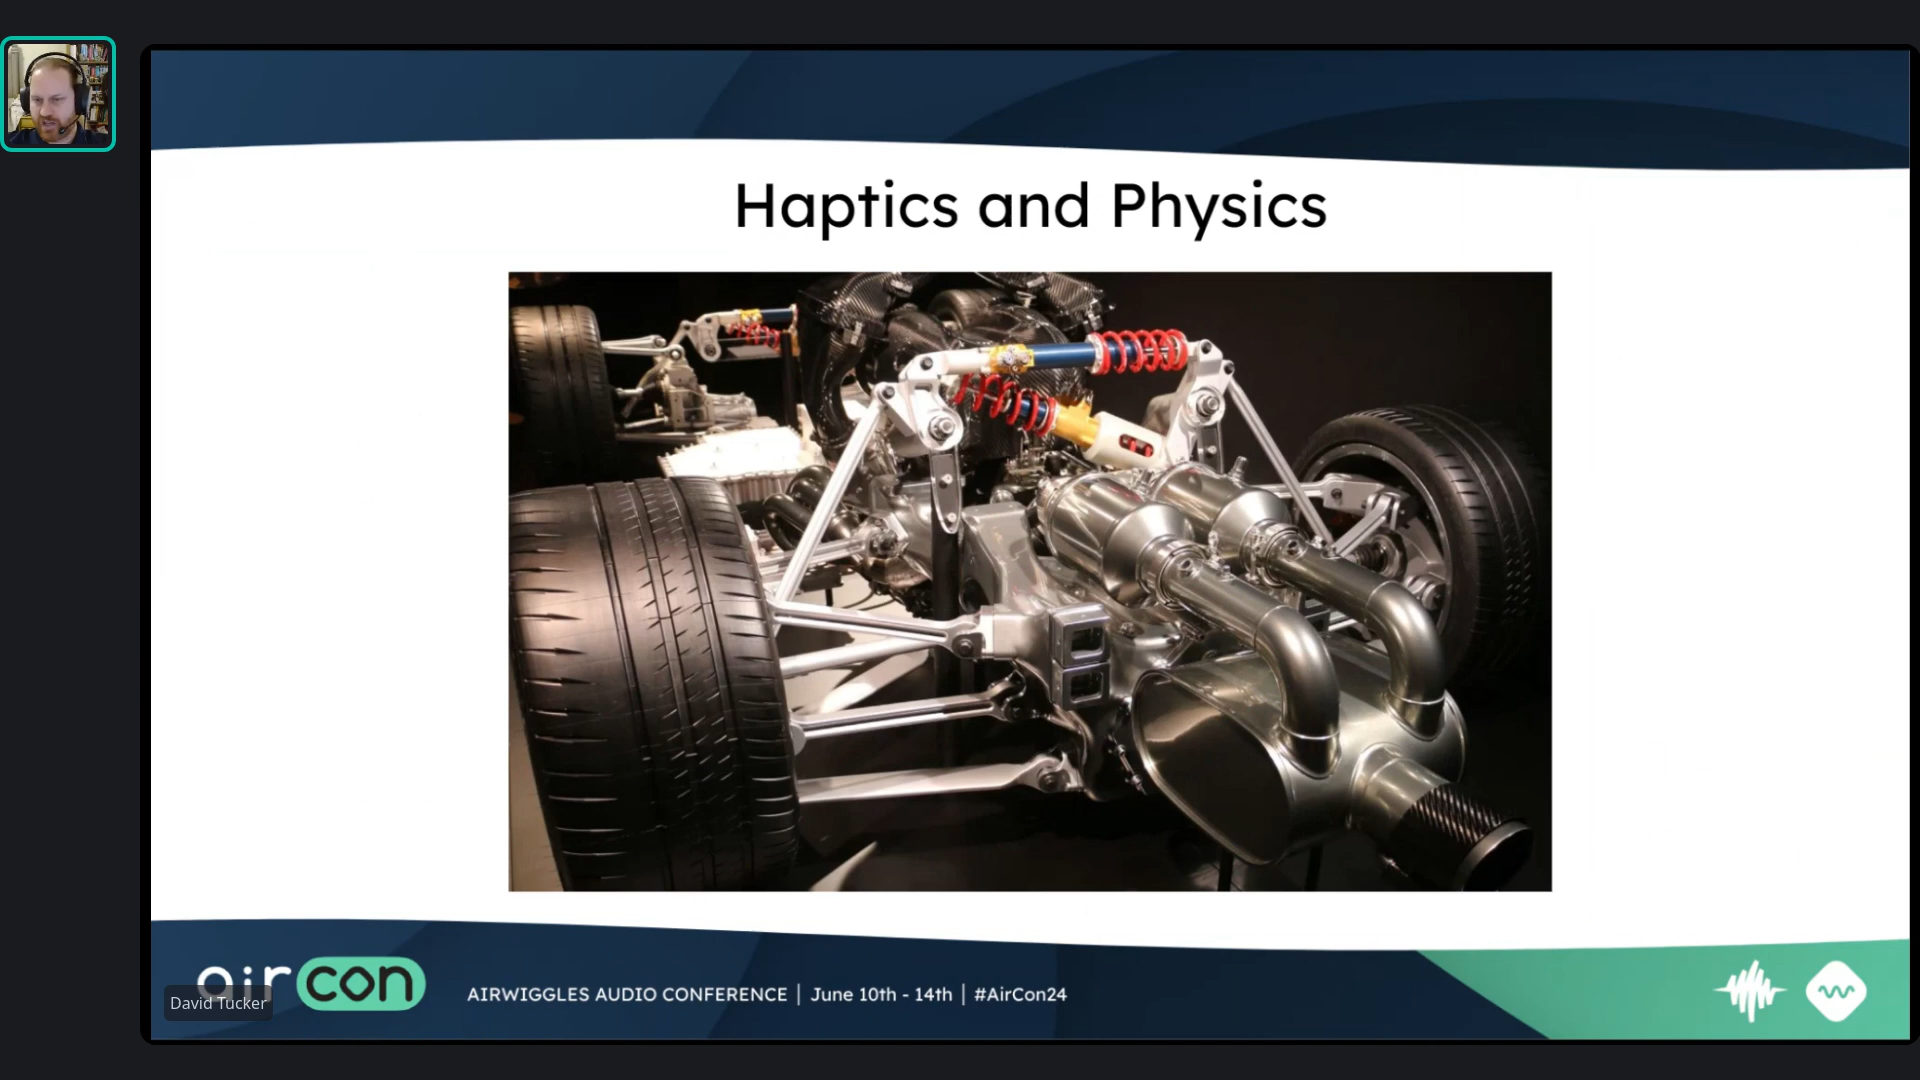 Haptics and Physics
aircon
David Tucker
AIRWIGGLES AUDIO CONFERENCE | June 10th - 14th | #AirCon24